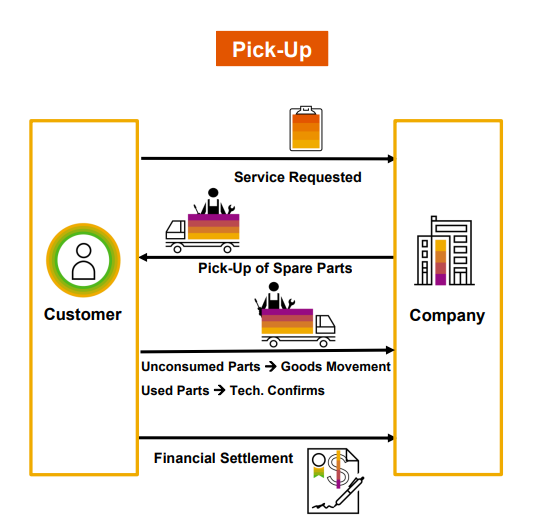 Pick-Up
Service Requested
Pick-Up of Spare Parts
Customer
Company
Unconsumed Parts → Goods Movement
Used Parts → Tech. Confirms
Financial Settlement